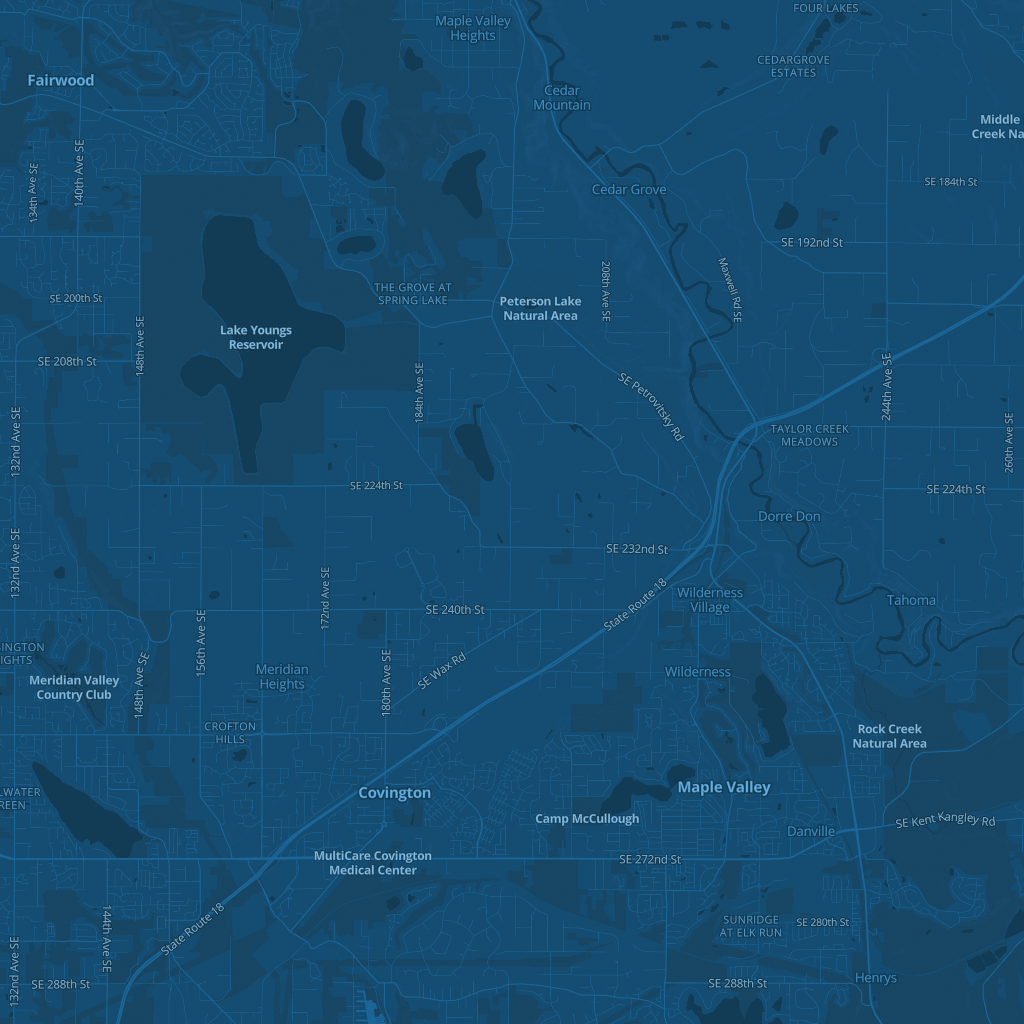 FOUR LAKES
Maple Valley
Heights
CEDARGROVE
ESTATES
Fairwood
Cedar
Mountain
Middle
134th Ave SE
140th Ave SE
SE 184th St
Cedar Grove
SE 192nd St
208th Ave SE
Maxwell Rd SE
THE GROVE AT
SPRING LAKE
SE 200th St
Peterson Lake
Natural Area
Lake Youngs
Reservoir
148th Ave SE
SE 208th St
184th Ave SE
SE Petrovitsky Rd
244th Ave SE
132nd Ave SE
TAYLOR CREEK
MEADOWS
260th Ave SE
SE 224th St
SE 224th St
Dorre Don
132nd Ave SE
SE 232nd St
172nd Ave SE
State Route 18
Wilderness
Village
Tahoma
SE 240th St
156th Ave SE
148th Ave SE
Meridian
Heights
180th Ave SE
SE Wax Rd
Wilderness
Meridian Valley
Country Club
CROFTON
HILLS
Rock Creek
Natural Area
Covington
Maple Valley
Camp McCullough
Danville
SE Kent Kangley Rd
MultiCare Covington
Medical Center
SE 272nd St
144th Ave SE
State Route 18
SUNRIDGE
AT ELK RUN
SE 280th St
132nd Ave SE
SE 288th St
SE 288th St
Henrys